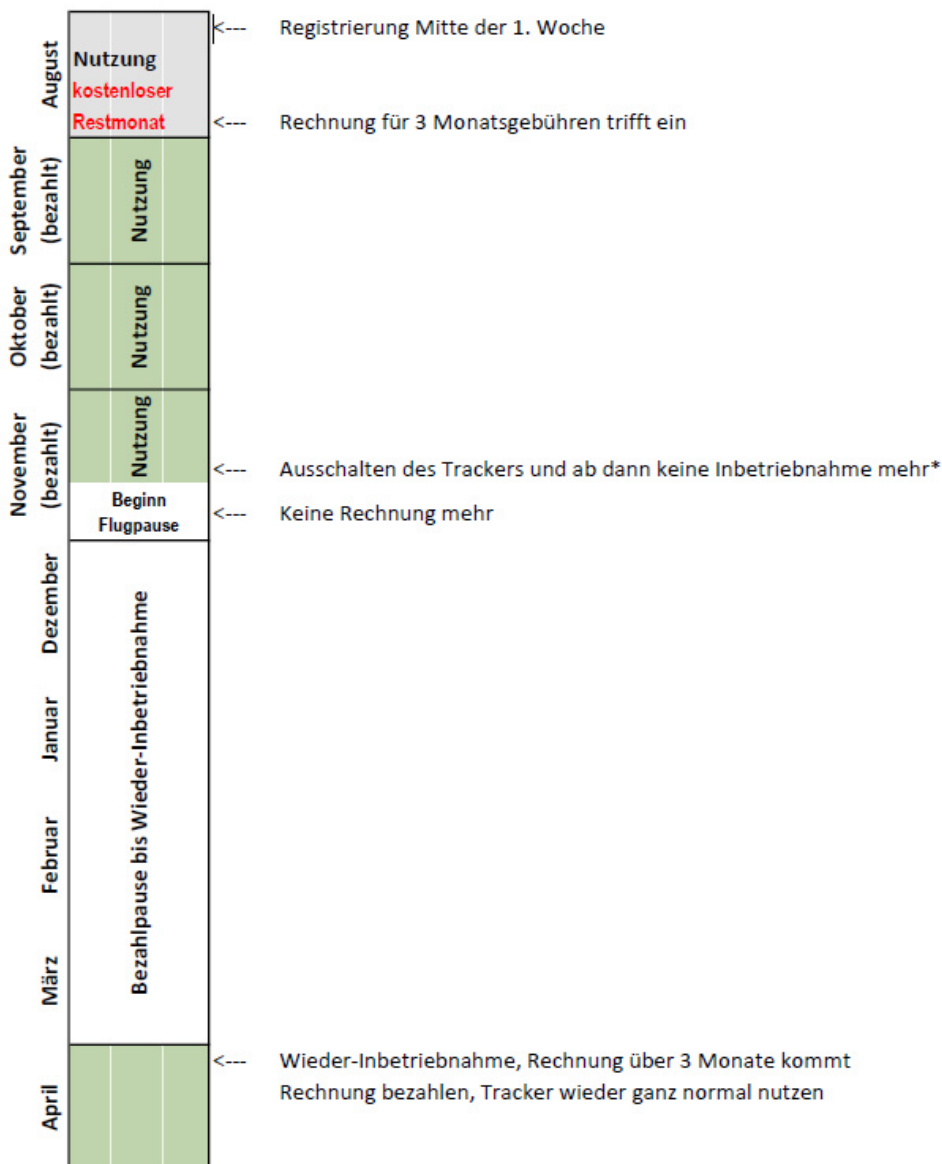 <--- Registrierung Mitte der 1. Woche
August
Nutzung
kostenloser
Restmonat
<--- Rechnung für 3 Monatsgebühren trifft ein
September
(bezahlt)
Nutzung
Oktober
(bezahlt)
Nutzung
November
(bezahlt)
Nutzung
<--- Ausschalten des Trackers und ab dann keine Inbetriebnahme mehr*
Beginn
Flugpause
<--- Keine Rechnung mehr
Dezember
Januar
Februar
März
Bezahlpause bis Wieder-Inbetriebnahme
<--- Wieder-Inbetriebnahme, Rechnung über 3 Monate kommt
Rechnung bezahlen, Tracker wieder ganz normal nutzen
April